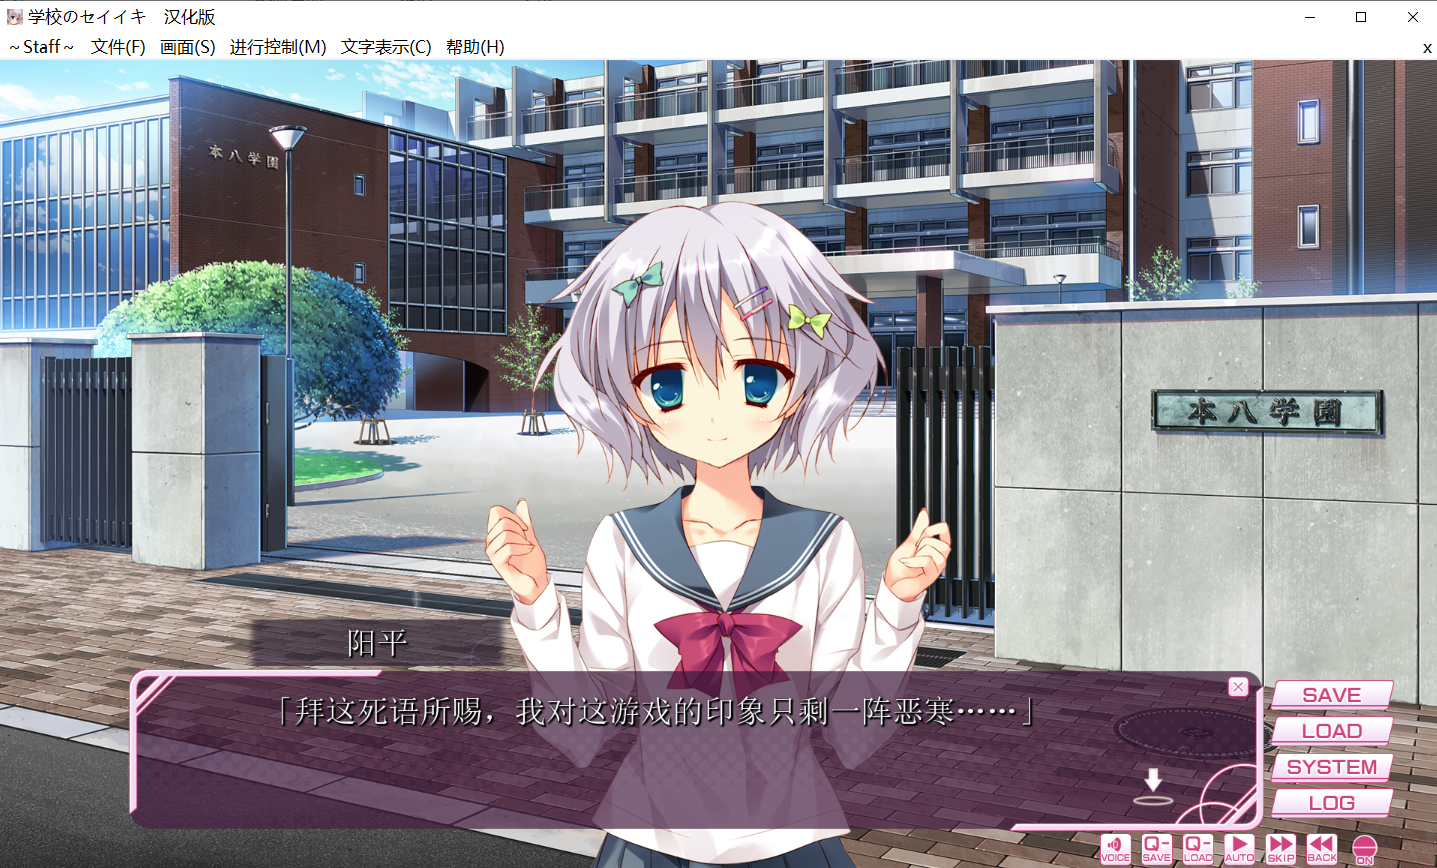 学校のセイイキ 汉化版
～Staff～ 文件(F) 画面(S) 进行控制(M) 文字表示(C) 帮助(H) x
本八学園
本八学園
阳平
「拜这死语所赐，我对这游戏的印象只剩一阵恶寒……」
SAVE
LOAD
SYSTEM
LOG
VOICE Q-SAVE Q-LOAD AUTO SKIP BACK ON